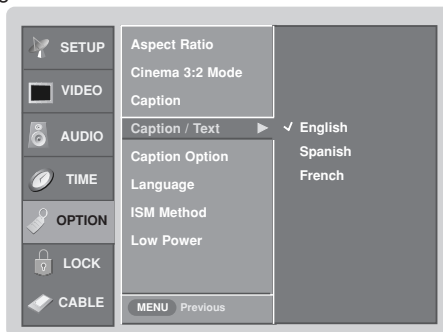 SETUP
VIDEO
AUDIO
TIME
OPTION
LOCK
CABLE
Aspect Ratio
Cinema 3:2 Mode
Caption
Caption / Text
Caption Option
Language
ISM Method
Low Power
MENU Previous
English
Spanish
French